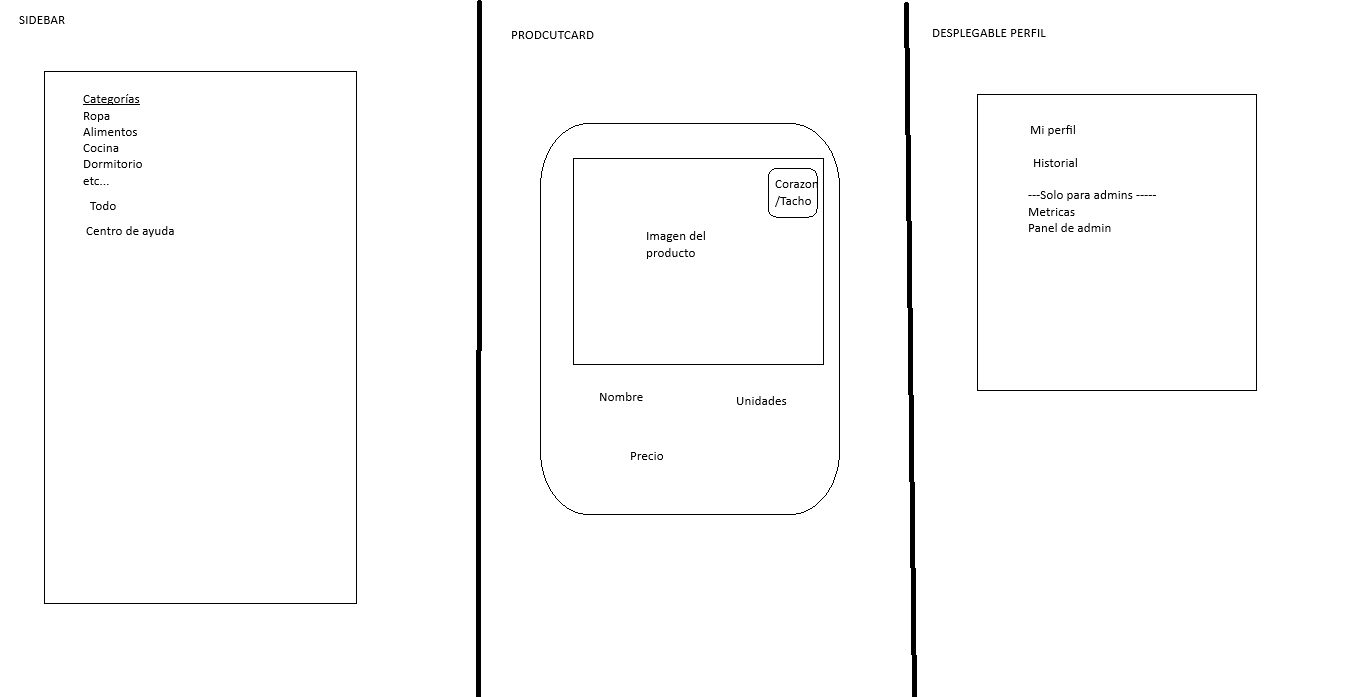 SIDEBAR
Categorías
Ropa
Alimentos
Cocina
Dormitorio
etc...
Todo
Centro de ayuda
PRODCUTCARD
Corazon
/Tacho
Imagen del
producto
Nombre
Unidades
Precio
DESPLEGABLE PERFIL
Mi perfil
Historial
---Solo para admins -----
Metricas
Panel de admin